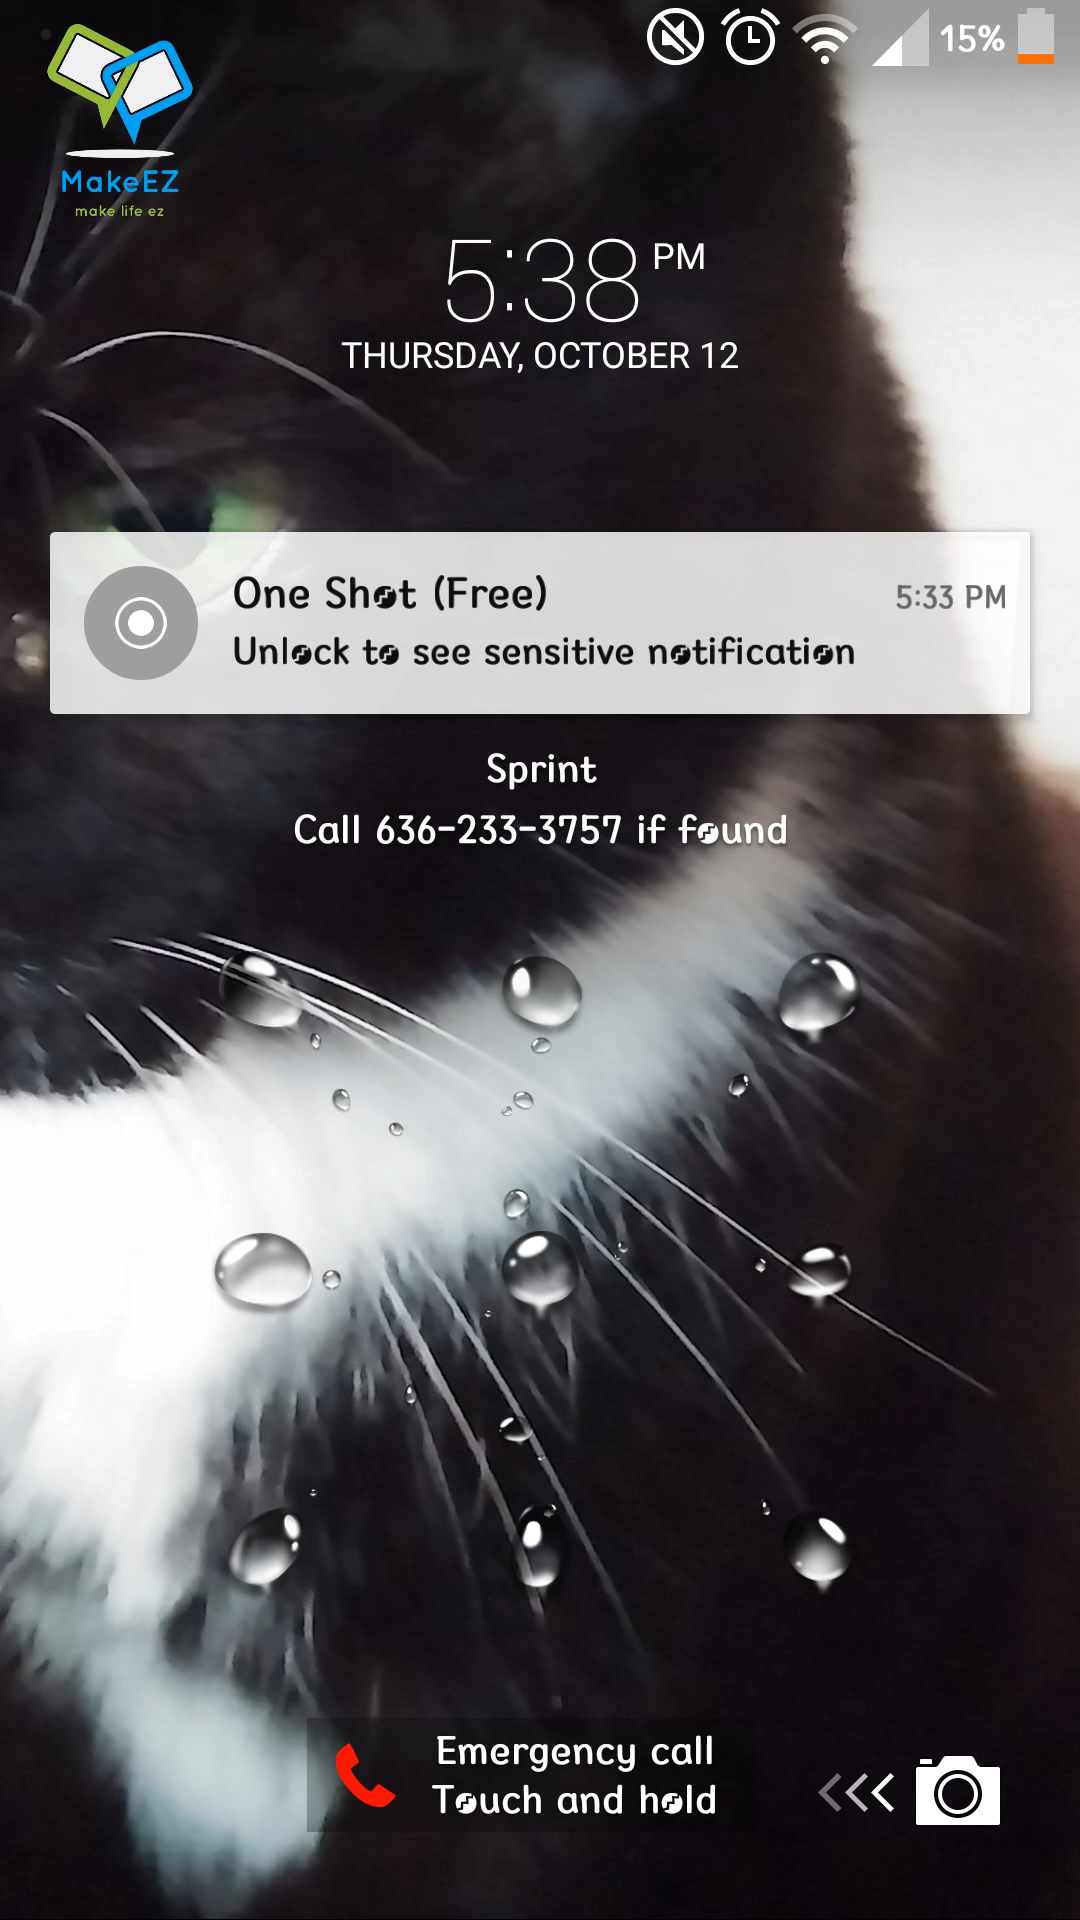 15%
MakeEZ
make life ez
5:38 PM
THURSDAY, OCTOBER 12
One Shot (Free)
5:33 PM
Unlock to see sensitive notification
Sprint
Call 636-233-3757 if found
Emergency call
Touch and hold